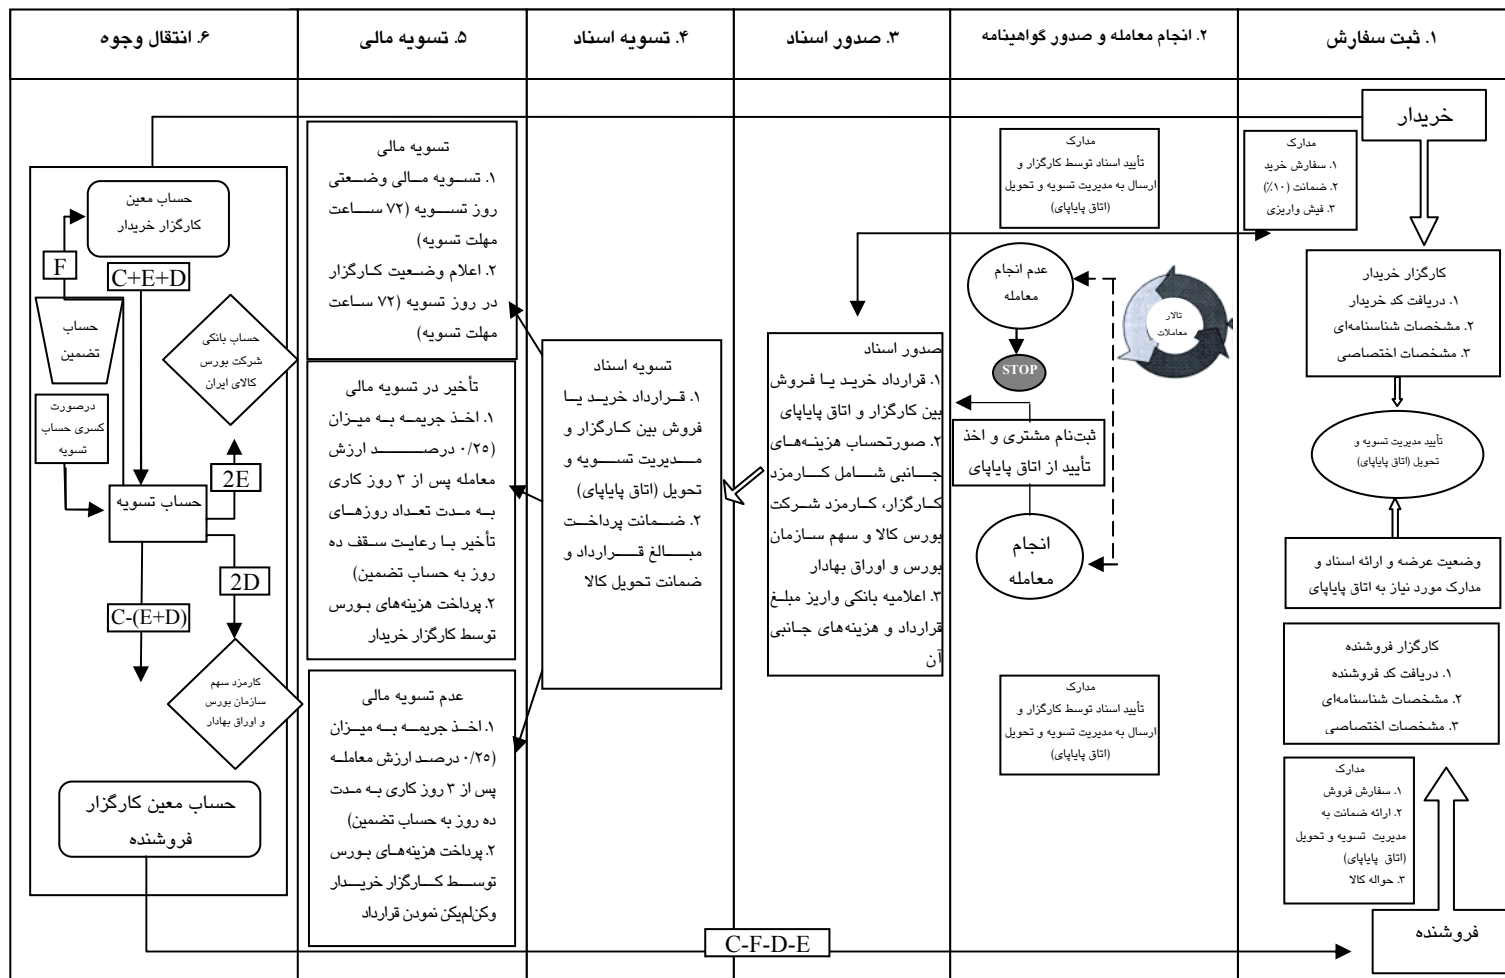 ۱. ثبت سفارش
۲. انجام معامله و صدور گواهینامه
۳. صدور اسناد
۴. تسویه اسناد
۵. تسویه مالی
۶. انتقال وجوه
خریدار
مدارک
۱. سفارش خرید
۲. ضمانت (۱۰٪)
۳. فیش واریزی
کارگزار خریدار
۱. دریافت کد خریدار
۲. مشخصات شناسنامه‌ای
۳. مشخصات اختصاصی
تأیید مدیریت تسویه و
تحویل (اتاق پایاپای)
وضعیت عرضه و ارائه اسناد و
مدارک مورد نیاز به اتاق پایاپای
کارگزار فروشنده
۱. دریافت کد فروشنده
۲. مشخصات شناسنامه‌ای
۳. مشخصات اختصاصی
مدارک
۱. سفارش فروش
۲. ارائه ضمانت به
مدیریت تسویه و تحویل
(اتاق پایاپای)
۳. حواله کالا
فروشنده
مدارک
تأیید اسناد توسط کارگزار و
ارسال به مدیریت تسویه و تحویل
(اتاق پایاپای)
عدم انجام
معامله
تالار
معاملات
STOP
ثبت‌نام مشتری و اخذ
تأیید از اتاق پایاپای
انجام
معامله
مدارک
تأیید اسناد توسط کارگزار و
ارسال به مدیریت تسویه و تحویل
(اتاق پایاپای)
صدور اسناد
۱. قرارداد خرید یا فروش
بین کارگزار و اتاق پایاپای
۲. صورتحساب هزینه‌های
جانبی شامل کارمزد
کارگزار، کارمزد شرکت
بورس کالا و سهم سازمان
بورس و اوراق بهادار
۳. اعلامیه بانکی واریز مبلغ
قرارداد و هزینه‌های جانبی
آن
تسویه اسناد
۱. قرارداد خرید یا
فروش بین کارگزار و
مدیریت تسویه و
تحویل (اتاق پایاپای)
۲. ضمانت پرداخت
مبالغ قرارداد و
ضمانت تحویل کالا
تسویه مالی
۱. تسویه مالی وضعتی
روز تسویه (۷۲ ساعت
مهلت تسویه)
۲. اعلام وضعیت کارگزار
در روز تسویه (۷۲ ساعت
مهلت تسویه)
تأخیر در تسویه مالی
۱. اخذ جریمه به میزان
(۰/۲۵ درصد ارزش
معامله پس از ۳ روز کاری
به مدت تعداد روزهای
تأخیر با رعایت سقف ده
روز به حساب تضمین)
۲. پرداخت هزینه‌های بورس
توسط کارگزار خریدار
عدم تسویه مالی
۱. اخذ جریمه به میزان
(۰/۲۵ درصد ارزش معامله
پس از ۳ روز کاری به مدت
ده روز به حساب تضمین)
۲. پرداخت هزینه‌های بورس
توسط کارگزار خریدار
وکن‌لم‌یکن نمودن قرارداد
حساب معین
کارگزار خریدار
F
C+E+D
حساب
تضمین
حساب بانکی
شرکت بورس
کالای ایران
درصورت
کسری حساب
تسویه
2E
حساب تسویه
2D
C-(E+D)
کارمزد سهم
سازمان بورس
و اوراق بهادار
حساب معین کارگزار
فروشنده
C-F-D-E